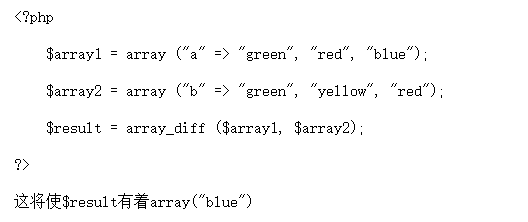 <?php
$array1 = array ("a" => "green", "red", "blue");
$array2 = array ("b" => "green", "yellow", "red");
$result = array_diff ($array1, $array2);
?>
这将使$result有着array("blue")